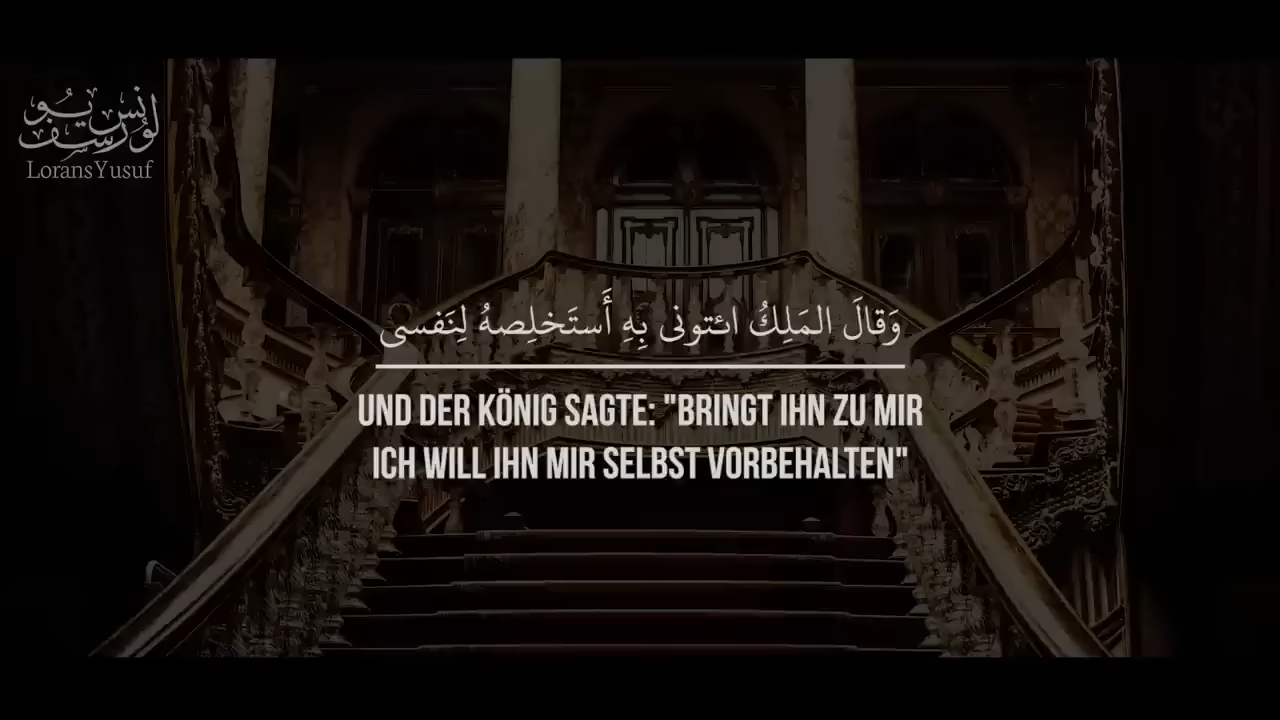 لورنس يوسف
LoransYusuf
وَقالَ المَلِكُ ائتونى بِهِ أَستَخلِصهُ لِنَفسى
UND DER KÖNIG SAGTE: "BRINGT IHN ZU MIR
ICH WILL IHN MIR SELBST VORBEHALTEN"